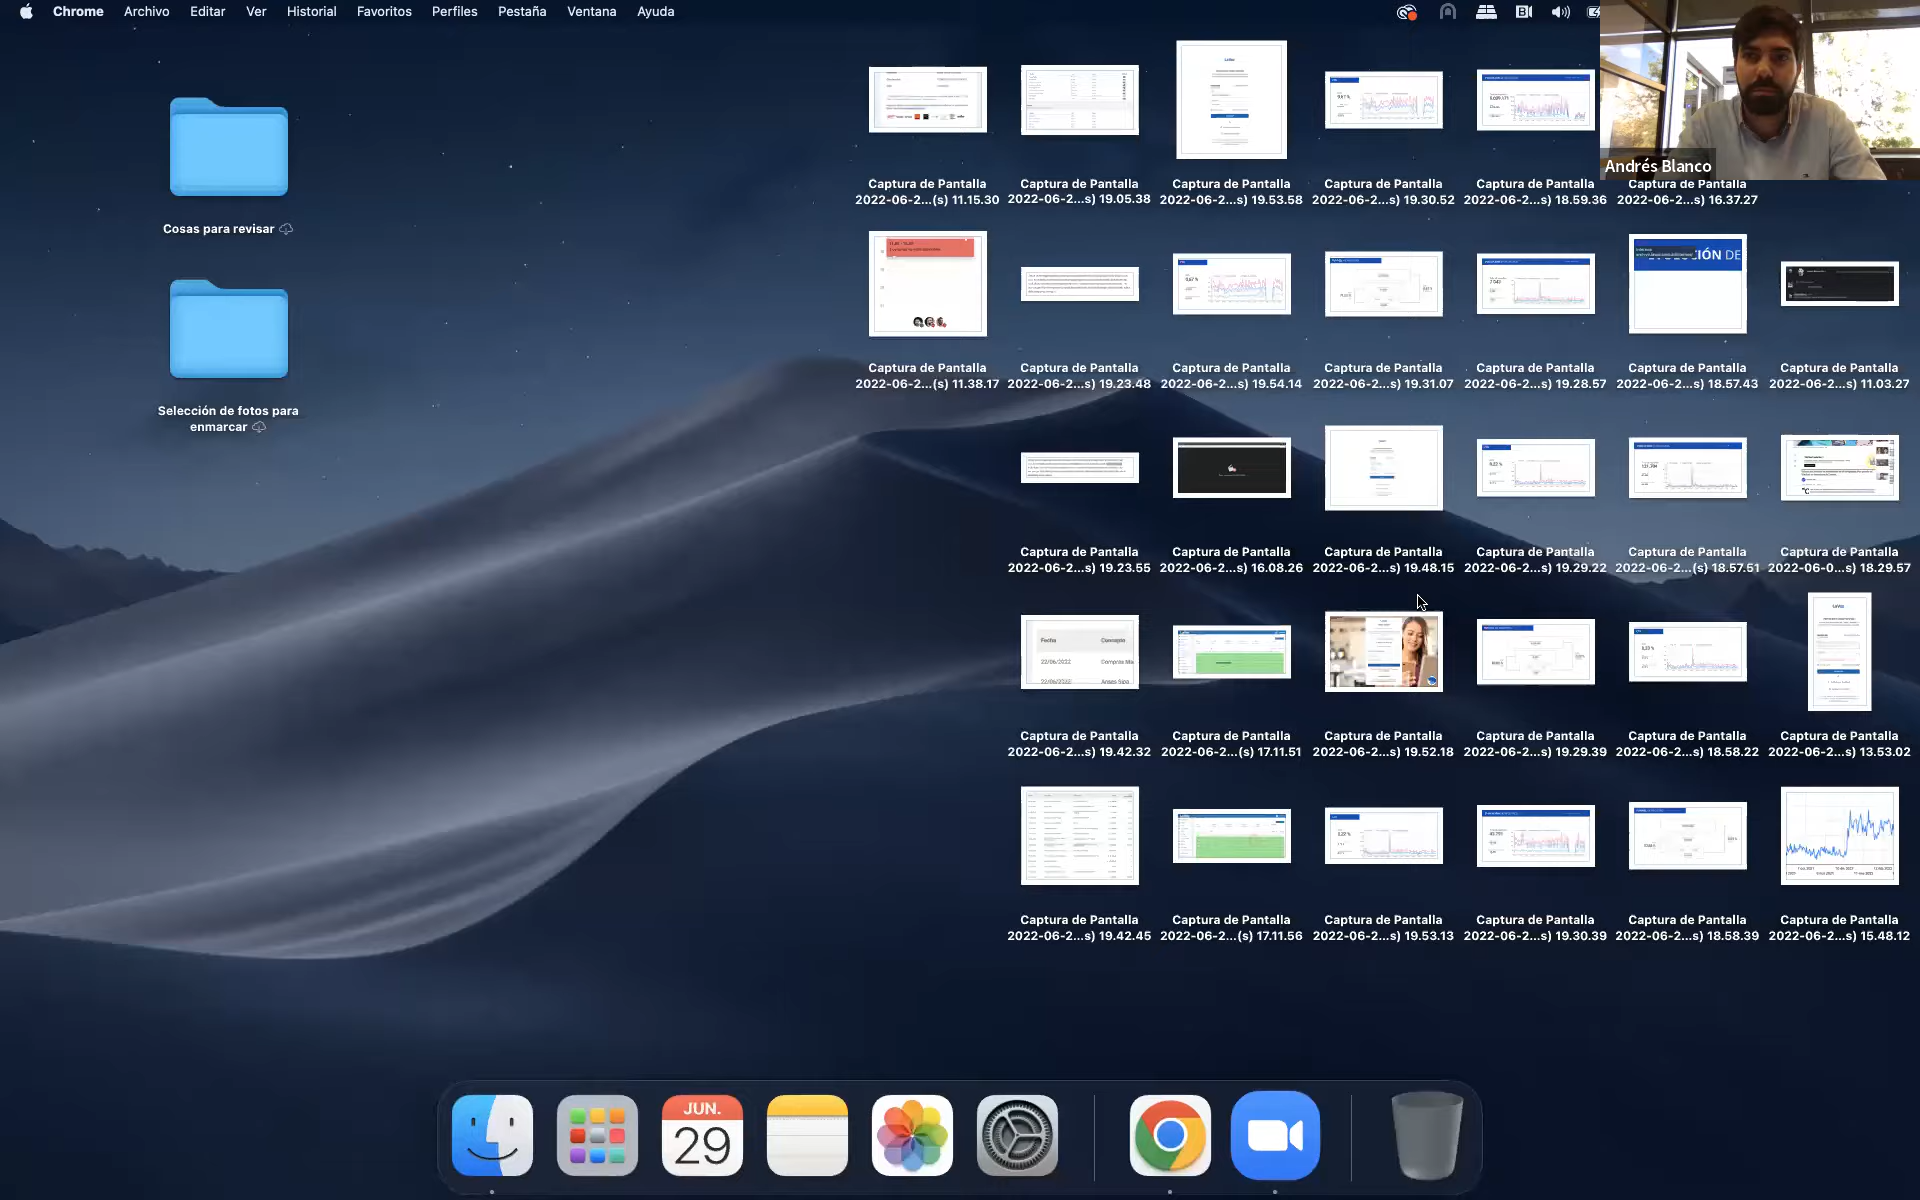 Chrome Archivo Editar Ver Historial Favoritos Perfiles Pestaña Ventana Ayuda
Andrés Blanco
Cosas para revisar
Selección de fotos para
enmarcar
Captura de Pantalla
2022-06-2...(s) 11.15.30
Captura de Pantalla
2022-06-2...s) 19.05.38
Captura de Pantalla
2022-06-2...s) 19.53.58
Captura de Pantalla
2022-06-2...s) 19.30.52
Captura de Pantalla
2022-06-2...s) 18.59.36
Captura de Pantalla
2022-06-2...s) 16.37.27
Captura de Pantalla
2022-06-2...(s) 11.38.17
Captura de Pantalla
2022-06-2...s) 19.23.48
Captura de Pantalla
2022-06-2...s) 19.54.14
Captura de Pantalla
2022-06-2...s) 19.31.07
Captura de Pantalla
2022-06-2...s) 19.28.57
CIÓN DE
Captura de Pantalla
2022-06-2...s) 18.57.43
Captura de Pantalla
2022-06-2...s) 11.03.27
Captura de Pantalla
2022-06-2...s) 19.23.55
Captura de Pantalla
2022-06-2...s) 16.08.26
Captura de Pantalla
2022-06-2...s) 19.48.15
Captura de Pantalla
2022-06-2...s) 19.29.22
Captura de Pantalla
2022-06-2...(s) 18.57.51
Captura de Pantalla
2022-06-0...s) 18.29.57
Fecha Concepto
22/06/2022 Compras Ma
22/06/2022
Captura de Pantalla
2022-06-2...s) 19.42.32
Captura de Pantalla
2022-06-2...(s) 17.11.51
Captura de Pantalla
2022-06-2...s) 19.52.18
Captura de Pantalla
2022-06-2...s) 19.29.39
Captura de Pantalla
2022-06-2...s) 18.58.22
Captura de Pantalla
2022-06-2...s) 13.53.02
Captura de Pantalla
2022-06-2...s) 19.42.45
Captura de Pantalla
2022-06-2...(s) 17.11.56
Captura de Pantalla
2022-06-2...s) 19.53.13
Captura de Pantalla
2022-06-2...s) 19.30.39
Captura de Pantalla
2022-06-2...s) 18.58.39
Captura de Pantalla
2022-06-2...s) 15.48.12
JUN.
29